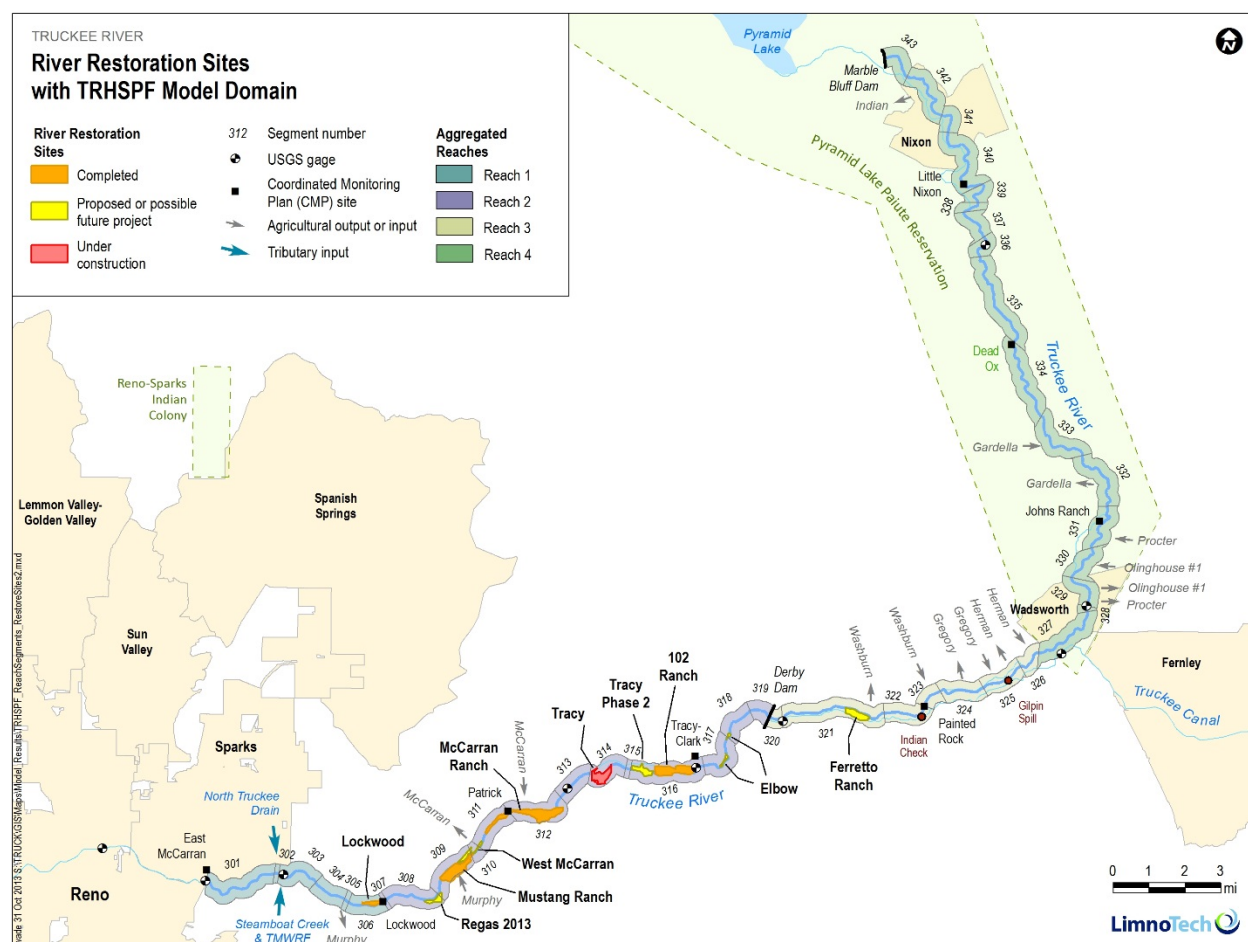 TRUCKEE RIVER
River Restoration Sites
with TRHSPF Model Domain
River Restoration
Sites
Completed
Proposed or possible
future project
Under
construction
312 Segment number
USGS gage
Coordinated Monitoring
Plan (CMP) site
Agricultural output or input
Tributary input
Aggregated
Reaches
Reach 1
Reach 2
Reach 3
Reach 4
N
Pyramid
Lake
343
Marble
Bluff Dam
342
Indian
341
Nixon
340
Little
Nixon
339
338
337
336
Pyramid Lake Paiute Reservation
335
Dead
Ox
334
Truckee River
333
Gardella
332
Gardella
Johns Ranch
331
Procter
330
Olinghouse #1
Olinghouse #1
329
Procter
328
Wadsworth
327
Reno-Sparks
Indian
Colony
Lemmon Valley-
Golden Valley
Spanish
Springs
Sun
Valley
Sparks
Fernley
Truckee Canal
Herman
Herman
Gregory
Gregory
Washburn
Washburn
326
325
Gilpin
Spill
324
Painted
Rock
323
Indian
Check
322
321
Ferretto
Ranch
320
Derby
Dam
319
318
Elbow
317
Tracy-
Clark
102
Ranch
316
Truckee River
Tracy
Phase 2
315
Tracy
314
313
McCarran
McCarran
Ranch
312
Patrick
311
McCarran
West McCarran
310
309
Mustang Ranch
Murphy
Regas 2013
308
Lockwood
307
Lockwood
306
305
304
Murphy
303
302
North Truckee
Drain
Steamboat Creek
& TMWRF
301
East
McCarran
Reno
0 1 2 3
mi
LimnoTech
31 Oct 2013 S:\TRUCK\GIS\Maps\Model_Results\TRHSPF_ReachSegments_RestoreSites2.mxd